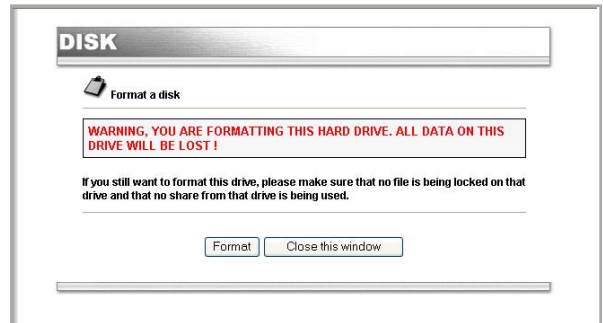 DISK
Format a disk
WARNING, YOU ARE FORMATTING THIS HARD DRIVE. ALL DATA ON THIS
DRIVE WILL BE LOST !
If you still want to format this drive, please make sure that no file is being locked on that
drive and that no share from that drive is being used.
Format Close this window